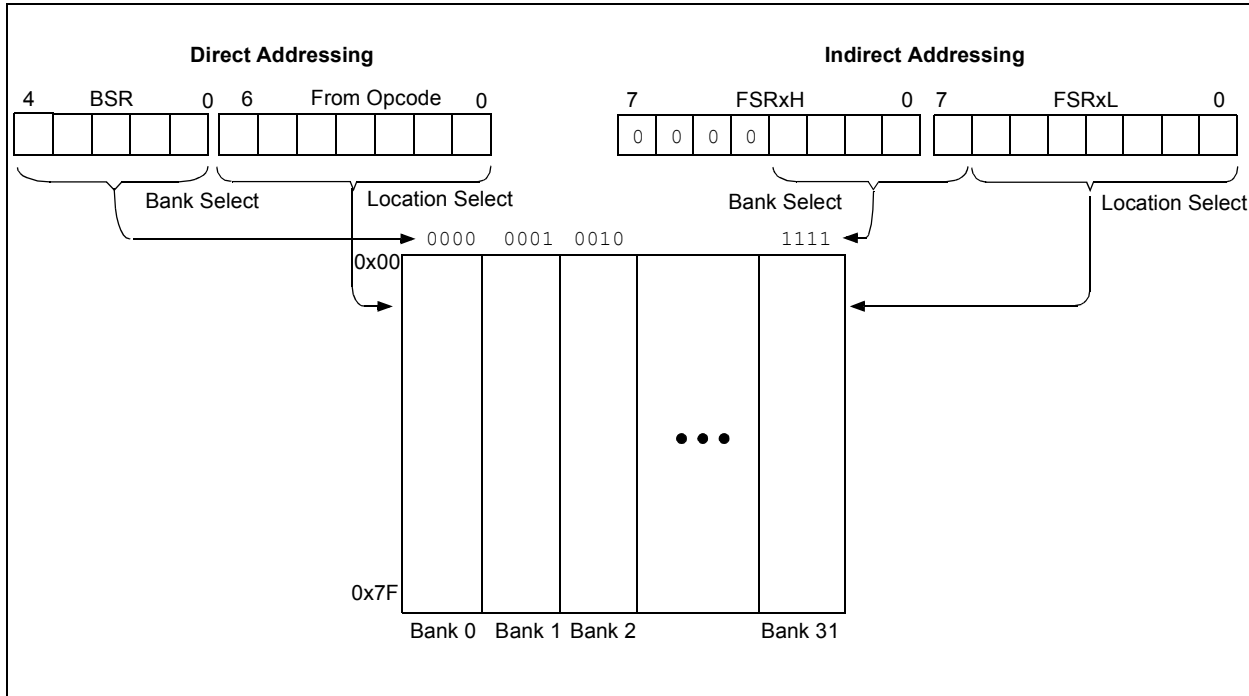 Direct Addressing
Indirect Addressing
4 BSR 0 6 From Opcode 0
7 FSRxH 0 7 FSRxL 0
0 0 0 0
Bank Select
Location Select
Bank Select
Location Select
0000 0001 0010 1111
0x00
0x7F
Bank 0 Bank 1 Bank 2 Bank 31